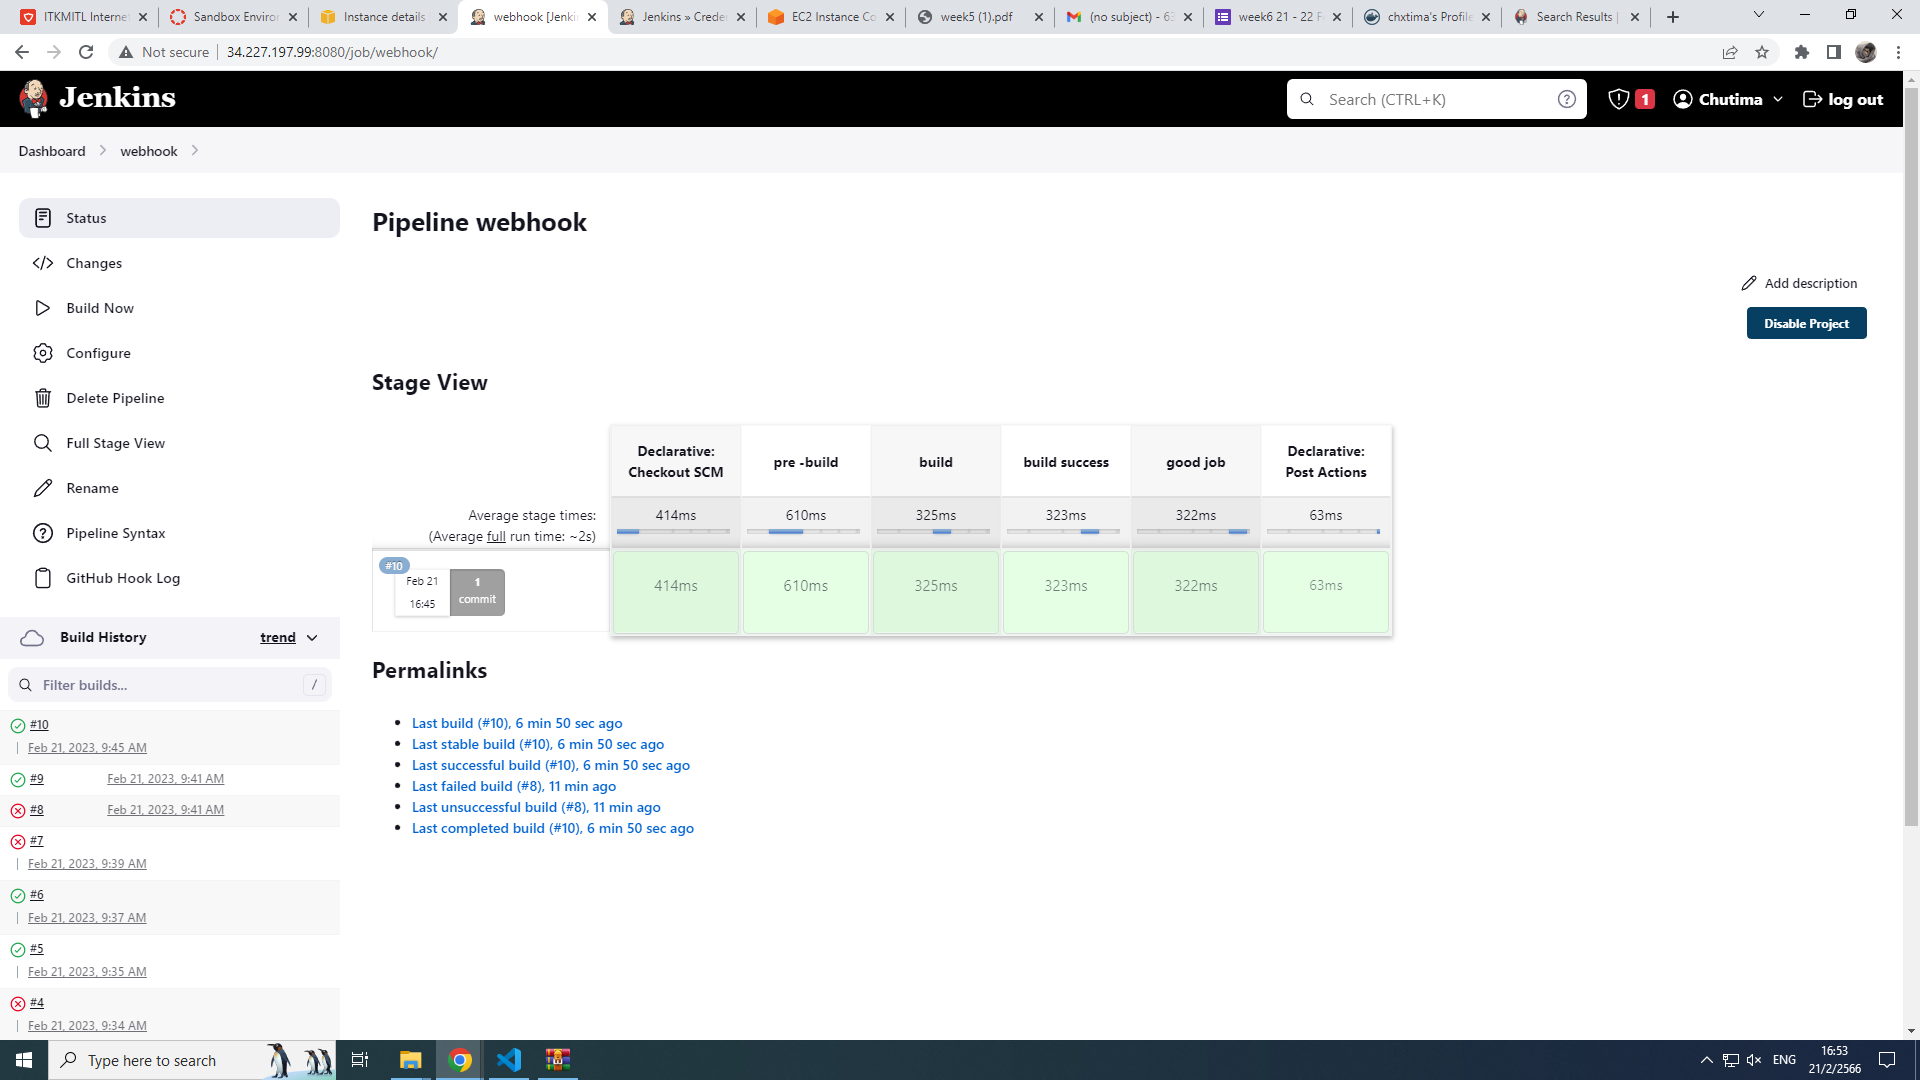 ITKMITL Interne
Sandbox Environ
Instance details
webhook [Jenki
Jenkins » Creder
EC2 Instance Co
week5 (1).pdf
(no subject) - 63
week6 21 - 22 F
chxtima's Profile
Search Results |
Not secure
34.227.197.99:8080/job/webhook/
Jenkins
Search (CTRL+K)
1
Chutima
log out
Dashboard
webhook
Status
Changes
Build Now
Configure
Delete Pipeline
Full Stage View
Rename
Pipeline Syntax
GitHub Hook Log
Build History
trend
Filter builds...
/
#10
Feb 21, 2023, 9:45 AM
#9 Feb 21, 2023, 9:41 AM
#8 Feb 21, 2023, 9:41 AM
#7
Feb 21, 2023, 9:39 AM
#6
Feb 21, 2023, 9:37 AM
#5
Feb 21, 2023, 9:35 AM
#4
Feb 21, 2023, 9:34 AM
Pipeline webhook
Add description
Disable Project
Stage View
Declarative:
Checkout SCM
pre -build
build
build success
good job
Declarative:
Post Actions
Average stage times:
(Average full run time: ~2s)
414ms
610ms
325ms
323ms
322ms
63ms
#10
Feb 21
16:45
1
commit
414ms
610ms
325ms
323ms
322ms
63ms
Permalinks
Last build (#10), 6 min 50 sec ago
Last stable build (#10), 6 min 50 sec ago
Last successful build (#10), 6 min 50 sec ago
Last failed build (#8), 11 min ago
Last unsuccessful build (#8), 11 min ago
Last completed build (#10), 6 min 50 sec ago
Type here to search
ENG
16:53
21/2/2566